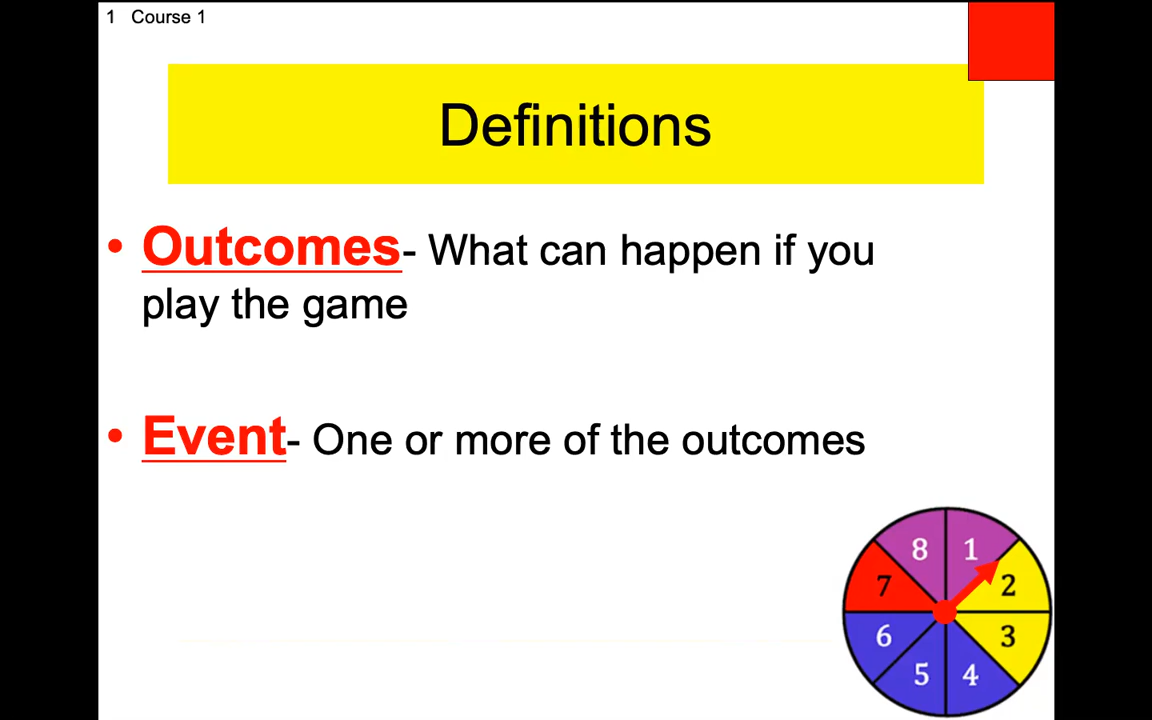 1 Course 1
Definitions
• Outcomes- What can happen if you
play the game
• Event- One or more of the outcomes
8 1
7 2
6 3
5 4